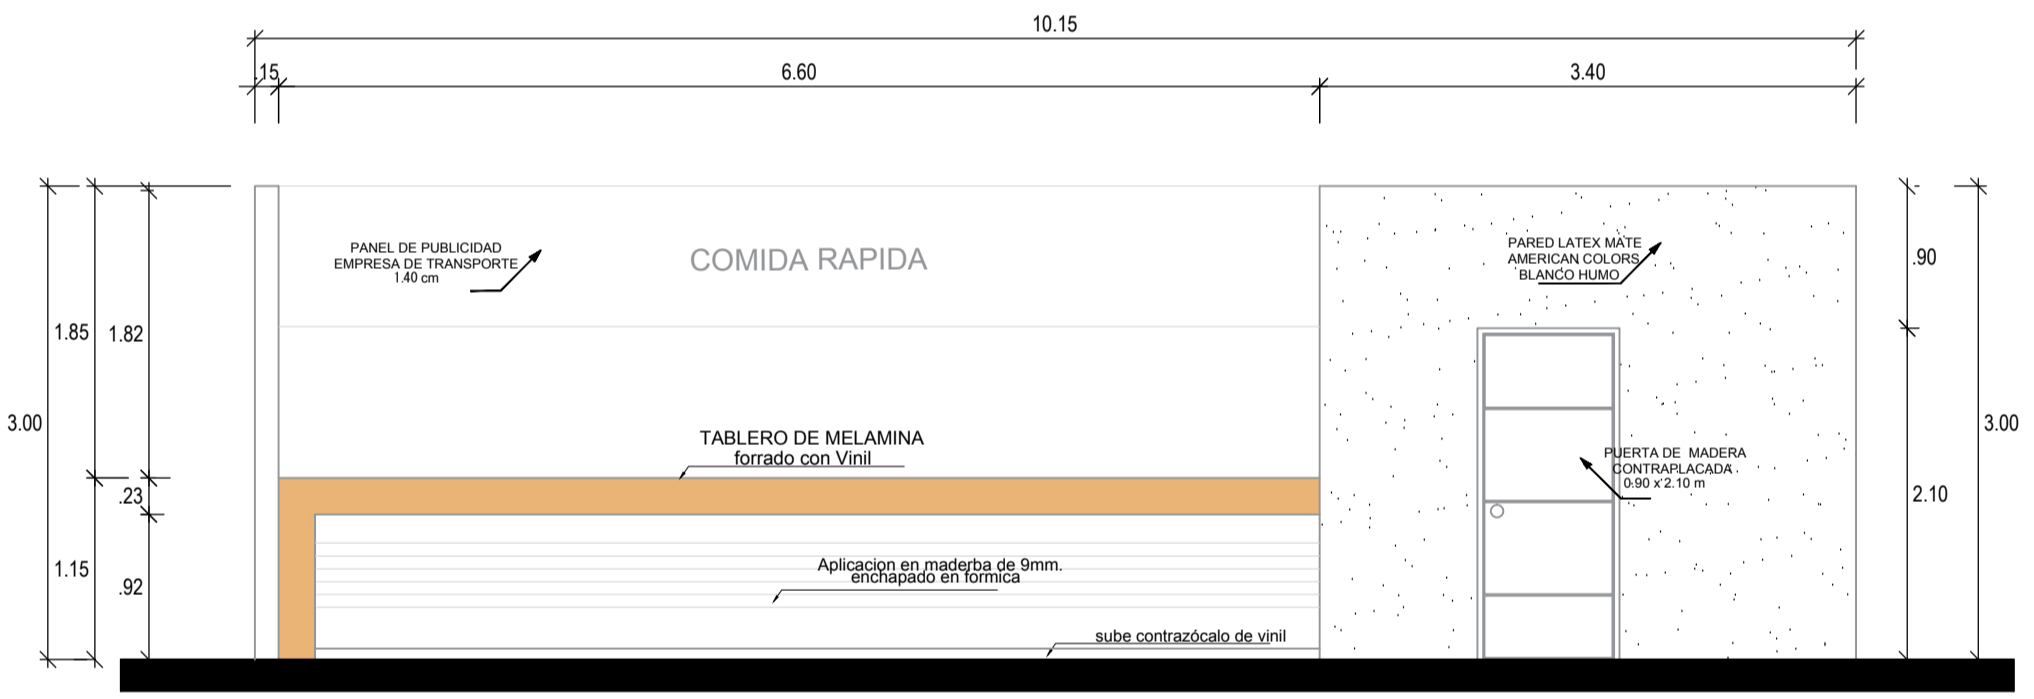 10.15
.15
6.60
3.40
PANEL DE PUBLICIDAD
EMPRESA DE TRANSPORTE
1.40 cm
COMIDA RAPIDA
PARED LATEX MATE
AMERICAN COLORS
BLANCO HUMO
.90
1.85
1.82
3.00
3.00
TABLERO DE MELAMINA
forrado con Vinil
PUERTA DE MADERA
CONTRAPLACADA
0.90 x 2.10 m
.23
2.10
1.15
.92
Aplicacion en maderba de 9mm.
enchapado en formica
sube contrazócalo de vinil